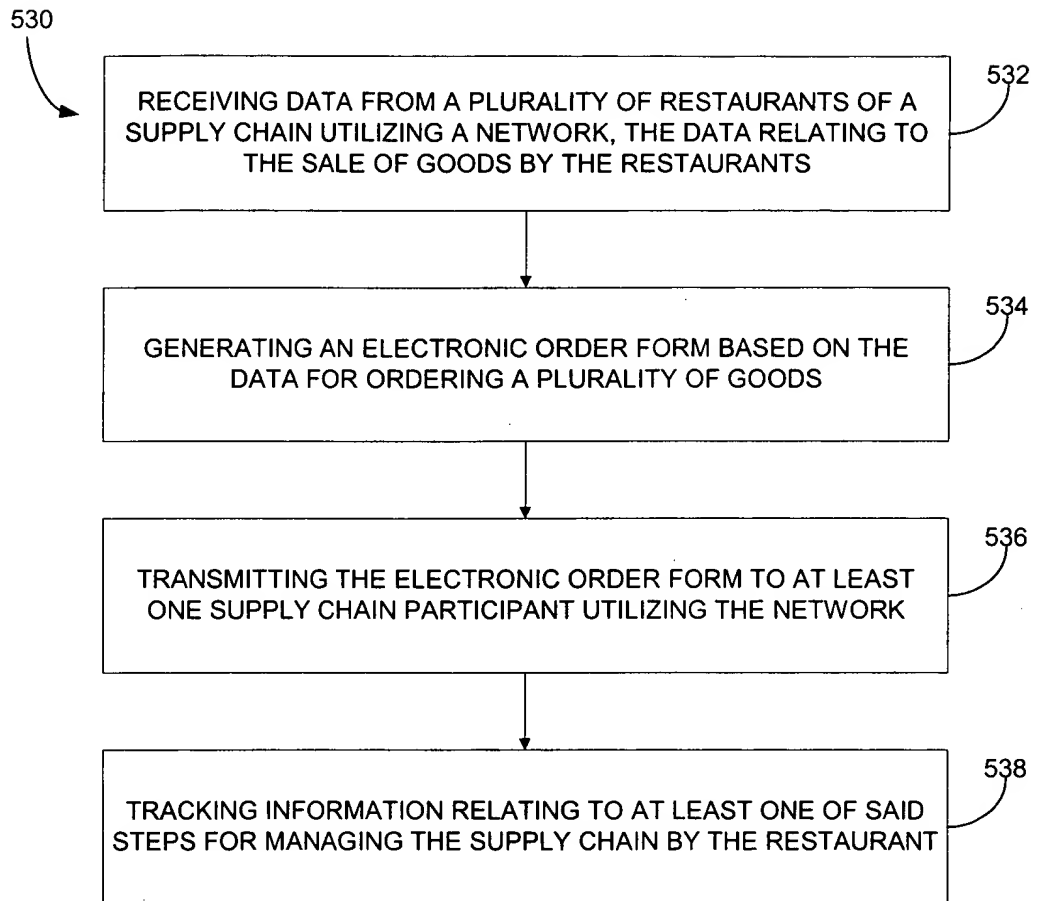 530
532
RECEIVING DATA FROM A PLURALITY OF RESTAURANTS OF A
SUPPLY CHAIN UTILIZING A NETWORK, THE DATA RELATING TO
THE SALE OF GOODS BY THE RESTAURANTS
534
GENERATING AN ELECTRONIC ORDER FORM BASED ON THE
DATA FOR ORDERING A PLURALITY OF GOODS
536
TRANSMITTING THE ELECTRONIC ORDER FORM TO AT LEAST
ONE SUPPLY CHAIN PARTICIPANT UTILIZING THE NETWORK
538
TRACKING INFORMATION RELATING TO AT LEAST ONE OF SAID
STEPS FOR MANAGING THE SUPPLY CHAIN BY THE RESTAURANT